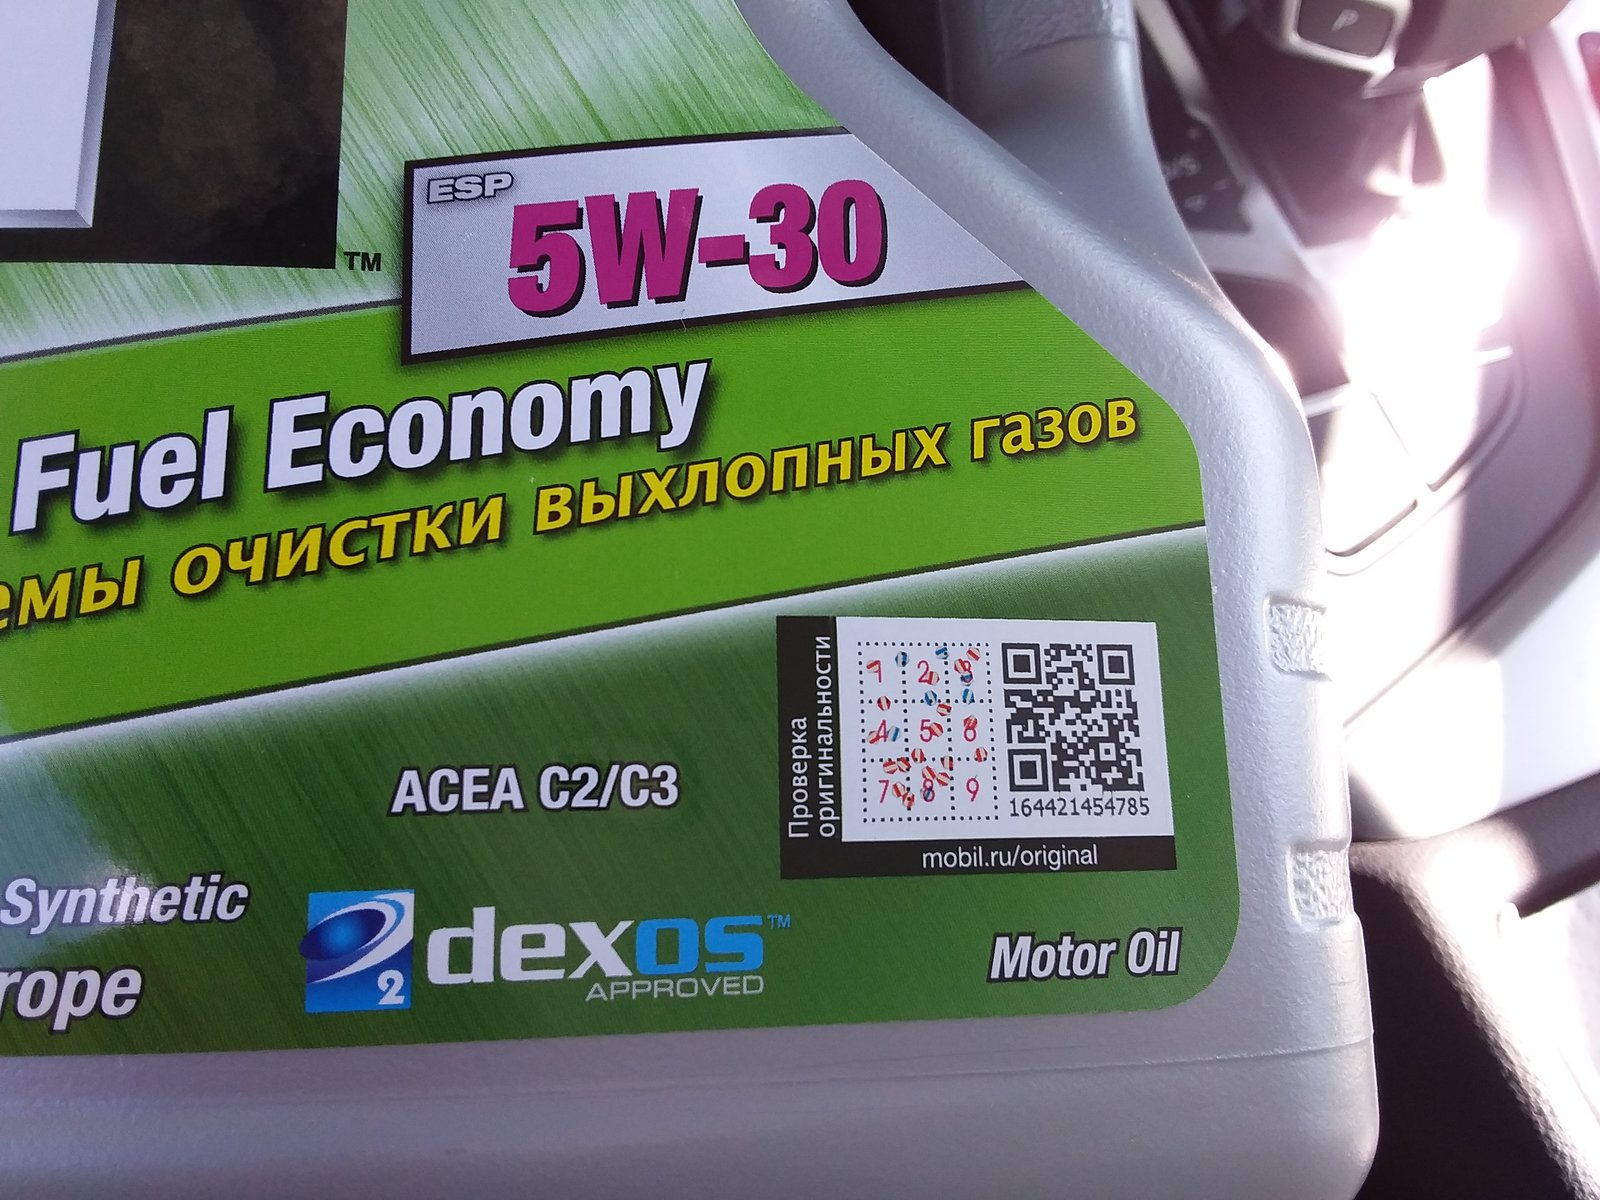 P
TM
ESP
5W-30
Fuel Economy
емы очистки выхлопных газов
Проверка
оригинальности
1 2 3
4 5 6
7 8 9
164421454785
mobil.ru/original
ACEA C2/C3
Synthetic
rope
2
dexos™
APPROVED
Motor Oil